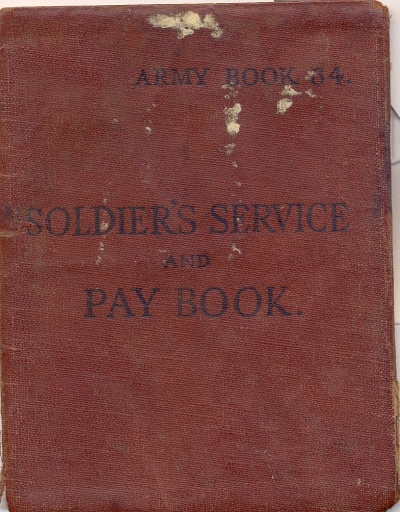 ARMY BOOK 64.
SOLDIER'S SERVICE
AND
PAY BOOK.